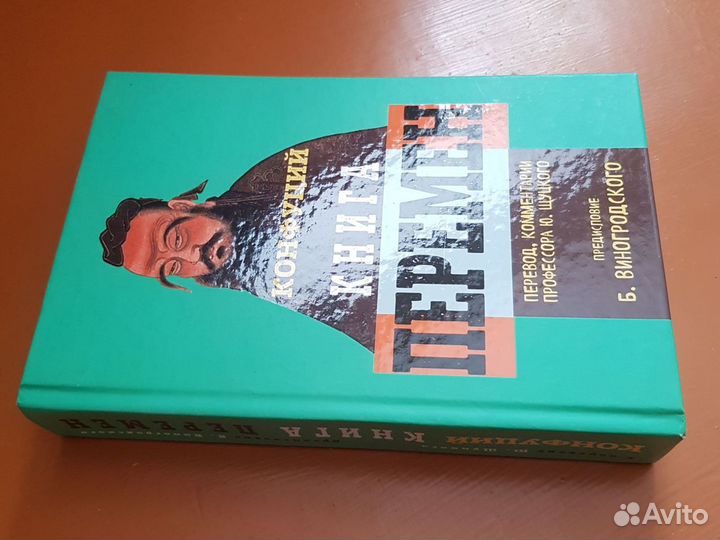 КОНФУЦИЙ
КНИГА
ПЕРЕМЕН
ПЕРЕВОД, КОММЕНТАРИИ
ПРОФЕССОРА Ю. ЩУЦКОГО
ПРЕДИСЛОВИЕ
Б. ВИНОГРОДСКОГО
КОНФУЦИЙ КНИГА ПЕРЕМЕН
Avito